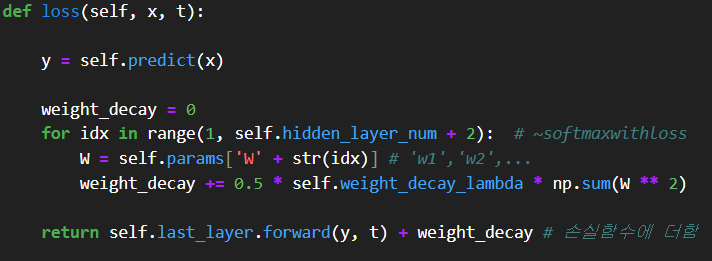 def loss(self, x, t):
y = self.predict(x)
weight_decay = 0
for idx in range(1, self.hidden_layer_num + 2):  # ~softmaxwithloss
W = self.params['W' + str(idx)] # 'w1','w2',...
weight_decay += 0.5 * self.weight_decay_lambda * np.sum(W ** 2)
return self.last_layer.forward(y, t) + weight_decay # 손실함수에 더함